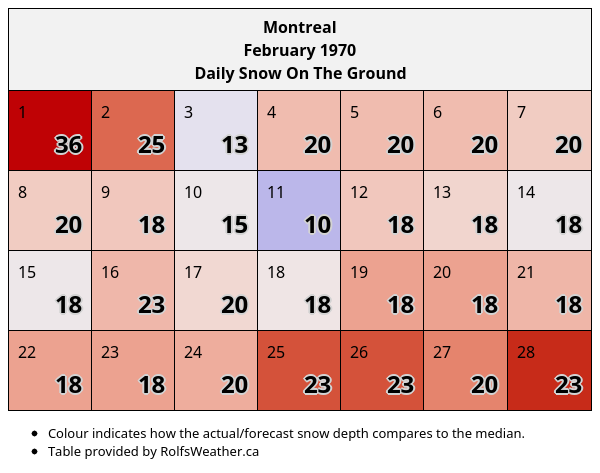 Montreal
February 1970
Daily Snow On The Ground
1 2 3 4 5 6 7
36 25 13 20 20 20 20
8 9 10 11 12 13 14
20 18 15 10 18 18 18
15 16 17 18 19 20 21
18 23 20 18 18 18 18
22 23 24 25 26 27 28
18 18 20 23 23 20 23
• Colour indicates how the actual/forecast snow depth compares to the median.
• Table provided by RolfsWeather.ca